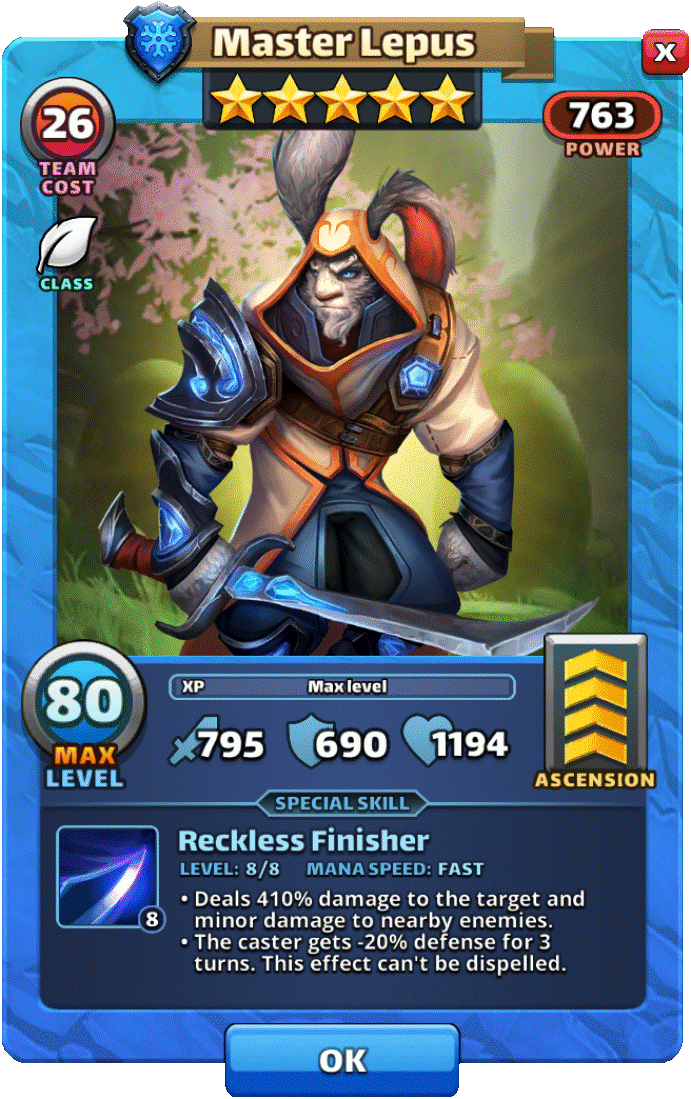 Master Lepus
X
26
TEAM
COST
763
POWER
CLASS
80
MAX
LEVEL
XP Max level
795 690 1194
ASCENSION
SPECIAL SKILL
Reckless Finisher
LEVEL: 8/8 MANA SPEED: FAST
8
• Deals 410% damage to the target and
minor damage to nearby enemies.
• The caster gets -20% defense for 3
turns. This effect can't be dispelled.
OK